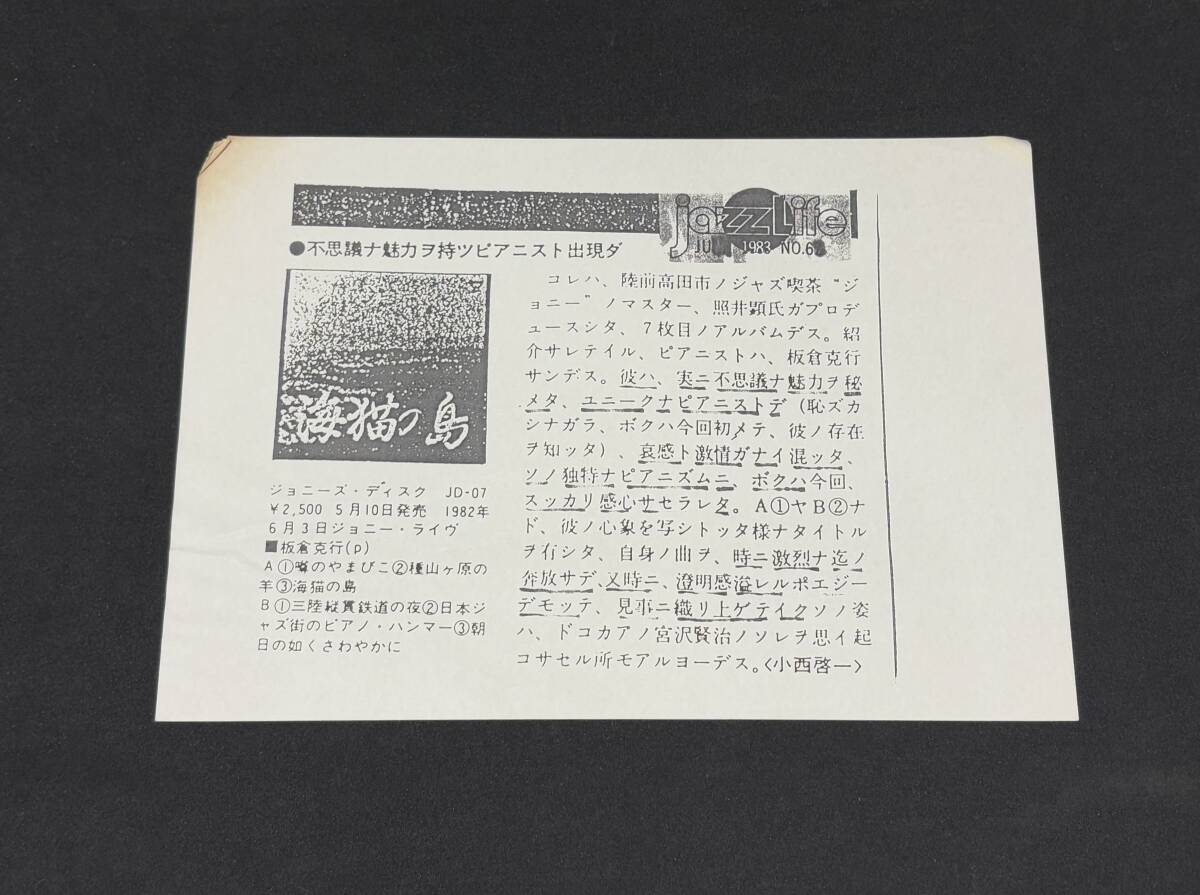 jazzLife
1983 NO.62
●不思議ナ魅力ヲ持ツピアニスト出現ダ
海猫の島
ジョニーズ・ディスク JD-07
¥2,500 5月10日発売 1982年
6月3日ジョニー・ライヴ
■板倉克行(p)
A①暁のやまびこ②種山ヶ原の
羊③海猫の島
B①三陸縦貫鉄道の夜②日本ジ
ャズ街のピアノ・ハンマー③朝
日の如くさわやかに
コレハ、陸前高田市ノジャズ喫茶“ジ
ョニー”ノマスター、照井顕氏ガプロデ
ュースシタ、7枚目ノアルバムデス。紹
介サレテイル、ピアニストハ、板倉克行
サンデス。彼ハ、実ニ不思議ナ魅力ヲ秘
メタ、ユニークナピアニストデ(恥ズカ
シナガラ、ボクハ今回初メテ、彼ノ存在
ヲ知ッタ)、哀感ト激情ガナイ混ッタ、
ソノ独特ナピアニズムニ、ボクハ今回、
スッカリ感心サセラレタ。A①ヤB②ナ
ド、彼ノ心象を写シトッタ様ナタイトル
ヲ有シタ、自身ノ曲ヲ、時ニ激烈ナ迄ノ
奔放サデ、又時ニ、澄明感溢レルポエジー
デモッテ、見事ニ織リ上ゲテイクソノ姿
ハ、ドコカアノ宮沢賢治ノソレヲ思イ起
コサセル所モアルヨーデス。〈小西啓一〉